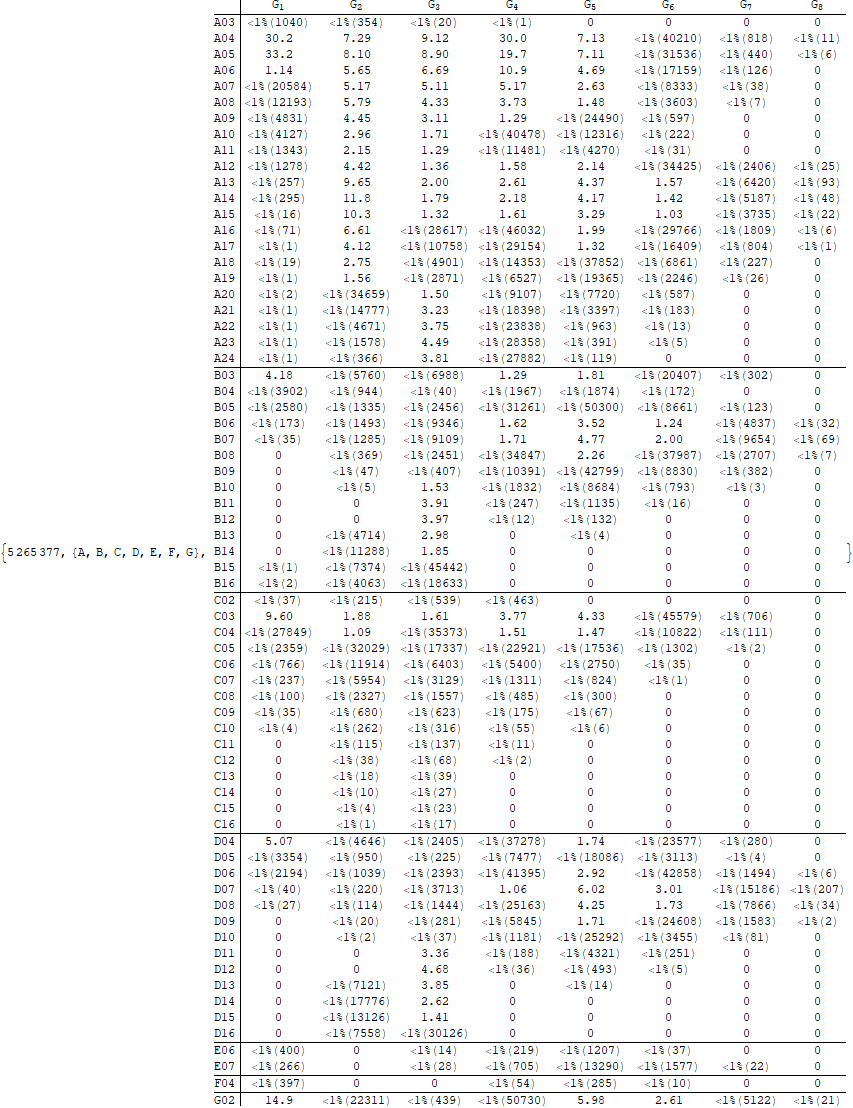 G1 G2 G3 G4 G5 G6 G7 G8
A03 <1%(1040) <1%(354) <1%(20) <1%(1) 0 0 0 0
A04 30.2 7.29 9.12 30.0 7.13 <1%(40210) <1%(818) <1%(11)
A05 33.2 8.10 8.90 19.7 7.11 <1%(31536) <1%(440) <1%(6)
A06 1.14 5.65 6.69 10.9 4.69 <1%(17159) <1%(126) 0
A07 <1%(20584) 5.17 5.11 5.17 2.63 <1%(8333) <1%(38) 0
A08 <1%(12193) 5.79 4.33 3.73 1.48 <1%(3603) <1%(7) 0
A09 <1%(4831) 4.45 3.11 1.29 <1%(24490) <1%(597) 0 0
A10 <1%(4127) 2.96 1.71 <1%(40478) <1%(12316) <1%(222) 0 0
A11 <1%(1343) 2.15 1.29 <1%(11481) <1%(4270) <1%(31) 0 0
A12 <1%(1278) 4.42 1.36 1.58 2.14 <1%(34425) <1%(2406) <1%(25)
A13 <1%(257) 9.65 2.00 2.61 4.37 1.57 <1%(6420) <1%(93)
A14 <1%(295) 11.8 1.79 2.18 4.17 1.42 <1%(5187) <1%(48)
A15 <1%(16) 10.3 1.32 1.61 3.29 1.03 <1%(3735) <1%(22)
A16 <1%(71) 6.61 <1%(28617) <1%(46032) 1.99 <1%(29766) <1%(1809) <1%(6)
A17 <1%(1) 4.12 <1%(10758) <1%(29154) 1.32 <1%(16409) <1%(804) <1%(1)
A18 <1%(19) 2.75 <1%(4901) <1%(14353) <1%(37852) <1%(6861) <1%(227) 0
A19 <1%(1) 1.56 <1%(2871) <1%(6527) <1%(19365) <1%(2246) <1%(26) 0
A20 <1%(2) <1%(34659) 1.50 <1%(9107) <1%(7720) <1%(587) 0 0
A21 <1%(1) <1%(14777) 3.23 <1%(18398) <1%(3397) <1%(183) 0 0
A22 <1%(1) <1%(4671) 3.75 <1%(23838) <1%(963) <1%(13) 0 0
A23 <1%(1) <1%(1578) 4.49 <1%(28358) <1%(391) <1%(5) 0 0
A24 <1%(1) <1%(366) 3.81 <1%(27882) <1%(119) 0 0 0
B03 4.18 <1%(5760) <1%(6988) 1.29 1.81 <1%(20407) <1%(302) 0
B04 <1%(3902) <1%(944) <1%(40) <1%(1967) <1%(1874) <1%(172) 0 0
B05 <1%(2580) <1%(1335) <1%(2456) <1%(31261) <1%(50300) <1%(8661) <1%(123) 0
B06 <1%(173) <1%(1493) <1%(9346) 1.62 3.52 1.24 <1%(4837) <1%(32)
B07 <1%(35) <1%(1285) <1%(9109) 1.71 4.77 2.00 <1%(9654) <1%(69)
B08 0 <1%(369) <1%(2451) <1%(34847) 2.26 <1%(37987) <1%(2707) <1%(7)
B09 0 <1%(47) <1%(407) <1%(10391) <1%(42799) <1%(8830) <1%(382) 0
B10 0 <1%(5) 1.53 <1%(1832) <1%(8684) <1%(793) <1%(3) 0
B11 0 0 3.91 <1%(247) <1%(1135) <1%(16) 0 0
B12 0 0 3.97 <1%(12) <1%(132) 0 0 0
B13 0 <1%(4714) 2.98 0 <1%(4) 0 0 0
{5265377, {A, B, C, D, E, F, G}, B14 0 <1%(11288) 1.85 0 0 0 0 0 }
B15 <1%(1) <1%(7374) <1%(45442) 0 0 0 0 0
B16 <1%(2) <1%(4063) <1%(18633) 0 0 0 0 0
C02 <1%(37) <1%(215) <1%(539) <1%(463) 0 0 0 0
C03 9.60 1.88 1.61 3.77 4.33 <1%(45579) <1%(706) 0
C04 <1%(27849) 1.09 <1%(35373) 1.51 1.47 <1%(10822) <1%(111) 0
C05 <1%(2359) <1%(32029) <1%(17337) <1%(22921) <1%(17536) <1%(1302) <1%(2) 0
C06 <1%(766) <1%(11914) <1%(6403) <1%(5400) <1%(2750) <1%(35) 0 0
C07 <1%(237) <1%(5954) <1%(3129) <1%(1311) <1%(824) <1%(1) 0 0
C08 <1%(100) <1%(2327) <1%(1557) <1%(485) <1%(300) 0 0 0
C09 <1%(35) <1%(680) <1%(623) <1%(175) <1%(67) 0 0 0
C10 <1%(4) <1%(262) <1%(316) <1%(55) <1%(6) 0 0 0
C11 0 <1%(115) <1%(137) <1%(11) 0 0 0 0
C12 0 <1%(38) <1%(68) <1%(2) 0 0 0 0
C13 0 <1%(18) <1%(39) 0 0 0 0 0
C14 0 <1%(10) <1%(27) 0 0 0 0 0
C15 0 <1%(4) <1%(23) 0 0 0 0 0
C16 0 <1%(1) <1%(17) 0 0 0 0 0
D04 5.07 <1%(4646) <1%(2405) <1%(37278) 1.74 <1%(23577) <1%(280) 0
D05 <1%(3354) <1%(950) <1%(225) <1%(7477) <1%(18086) <1%(3113) <1%(4) 0
D06 <1%(2194) <1%(1039) <1%(2393) <1%(41395) 2.92 <1%(42858) <1%(1494) <1%(6)
D07 <1%(40) <1%(220) <1%(3713) 1.06 6.02 3.01 <1%(15186) <1%(207)
D08 <1%(27) <1%(114) <1%(1444) <1%(25163) 4.25 1.73 <1%(7866) <1%(34)
D09 0 <1%(20) <1%(281) <1%(5845) 1.71 <1%(24608) <1%(1583) <1%(2)
D10 0 <1%(2) <1%(37) <1%(1181) <1%(25292) <1%(3455) <1%(81) 0
D11 0 0 3.36 <1%(188) <1%(4321) <1%(251) 0 0
D12 0 0 4.68 <1%(36) <1%(493) <1%(5) 0 0
D13 0 <1%(7121) 3.85 0 <1%(14) 0 0 0
D14 0 <1%(17776) 2.62 0 0 0 0 0
D15 0 <1%(13126) 1.41 0 0 0 0 0
D16 0 <1%(7558) <1%(30126) 0 0 0 0 0
E06 <1%(400) 0 <1%(14) <1%(219) <1%(1207) <1%(37) 0 0
E07 <1%(266) 0 <1%(28) <1%(705) <1%(13290) <1%(1577) <1%(22) 0
F04 <1%(397) 0 0 <1%(54) <1%(285) <1%(10) 0 0
G02 14.9 <1%(22311) <1%(439) <1%(50730) 5.98 2.61 <1%(5122) <1%(21)